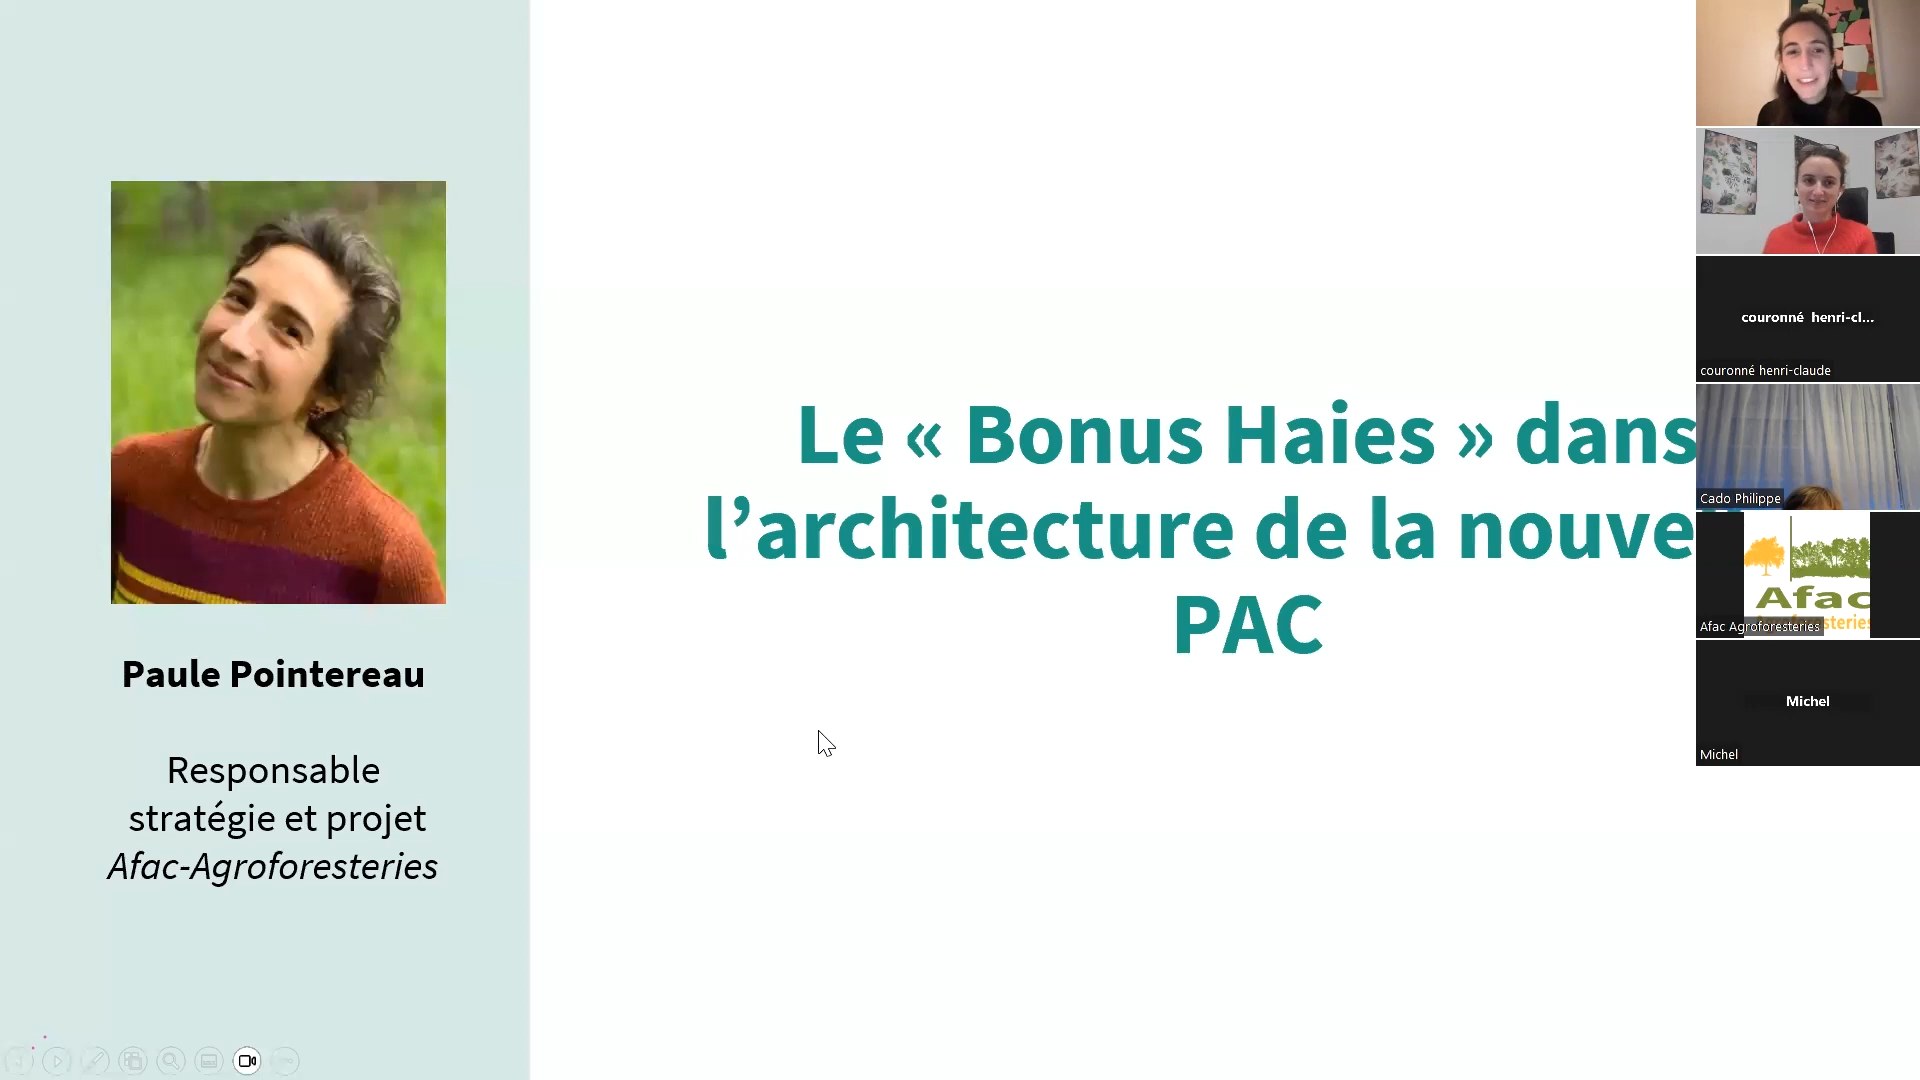 Paule Pointereau
Responsable
stratégie et projet
Afac-Agroforesteries
Le « Bonus Haies » dans
l’architecture de la nouve
PAC
couronné henri-cl...
couronné henri-claude
Cado Philippe
Afac
Afac Agroforesteries
Michel
Michel